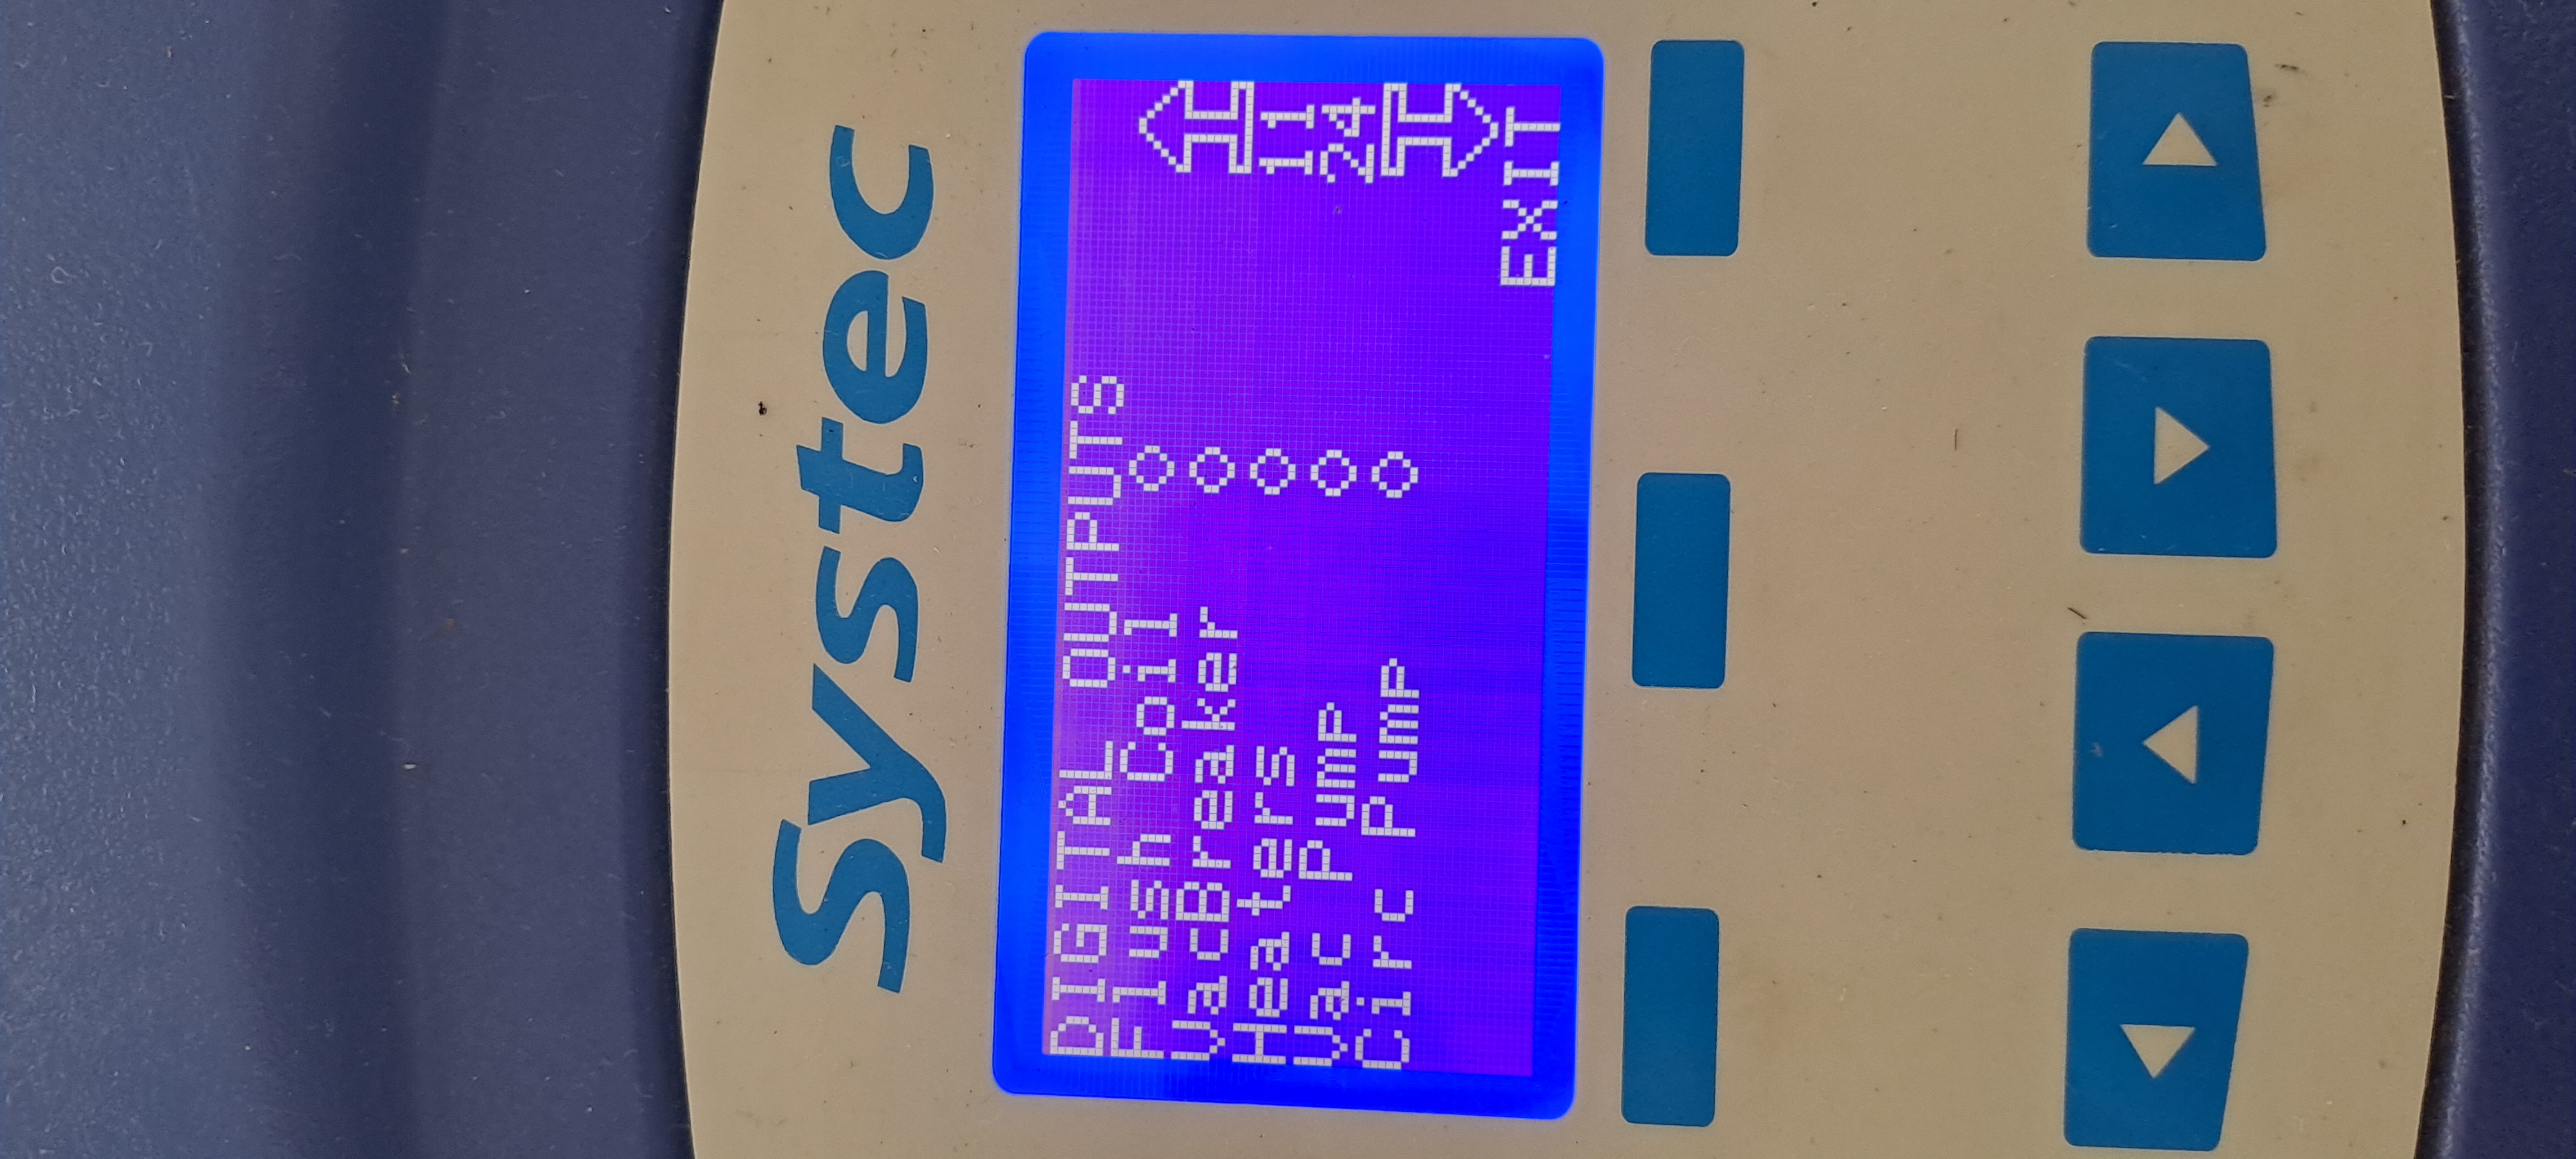 Systec
DIGITAL OUTPUTS
Flush Coil
VacBreaker
Heaters
Vac Pump
Circ Pump
11
24
EXIT